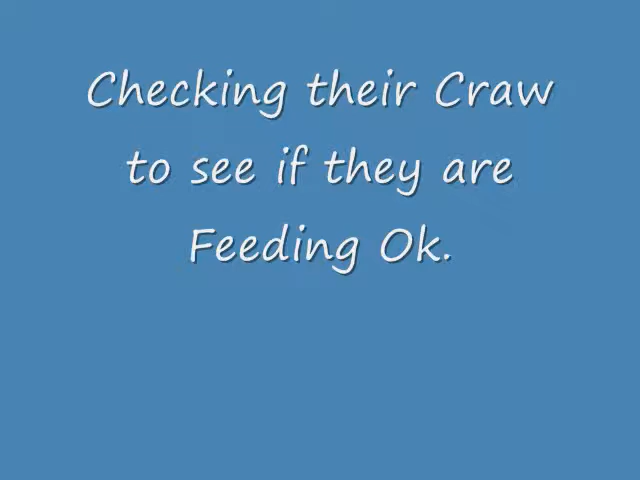 Checking their Craw
to see if they are
Feeding Ok.